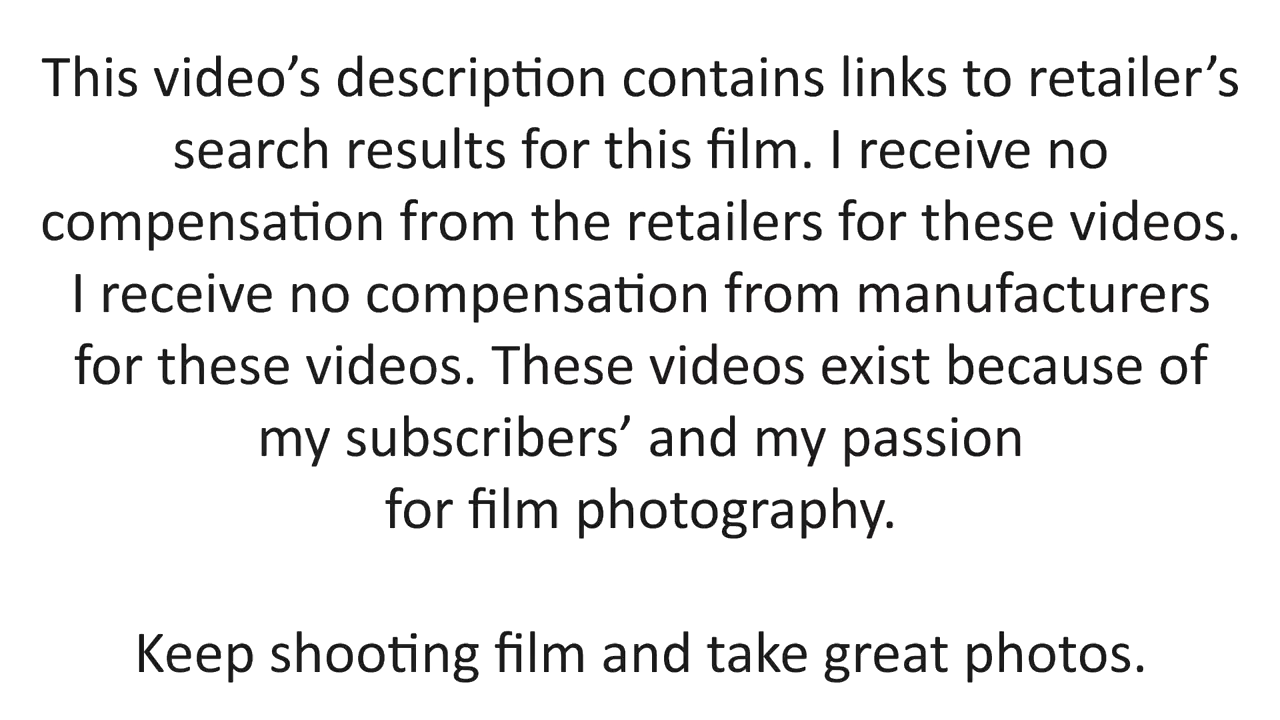 This video’s description contains links to retailer’s
search results for this film. I receive no
compensation from the retailers for these videos.
I receive no compensation from manufacturers
for these videos. These videos exist because of
my subscribers’ and my passion
for film photography.
Keep shooting film and take great photos.